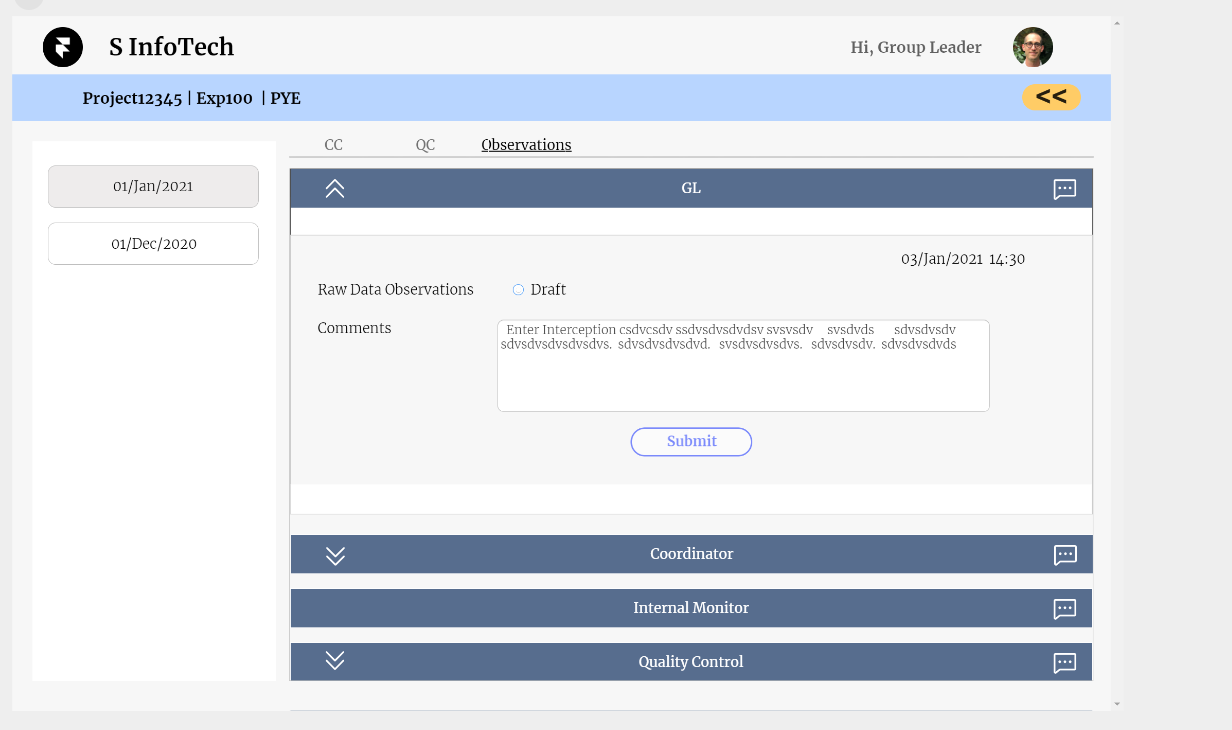 S InfoTech
Hi, Group Leader
Project12345 | Exp100 | PYE
<<
CC QC Observations
01/Jan/2021
01/Dec/2020
GL
03/Jan/2021 14:30
Raw Data Observations Draft
Comments
Enter Interception csdvcsdv ssdvsdvsdvdsv svsvsdv svsdvds sdvsdvsdv
sdvsdvsdvsdvsdvs. sdvsdvsdvsdvd. svsdvsdvsdvs. sdvsdvsdv. sdvsdvsdvds
Submit
Coordinator
Internal Monitor
Quality Control